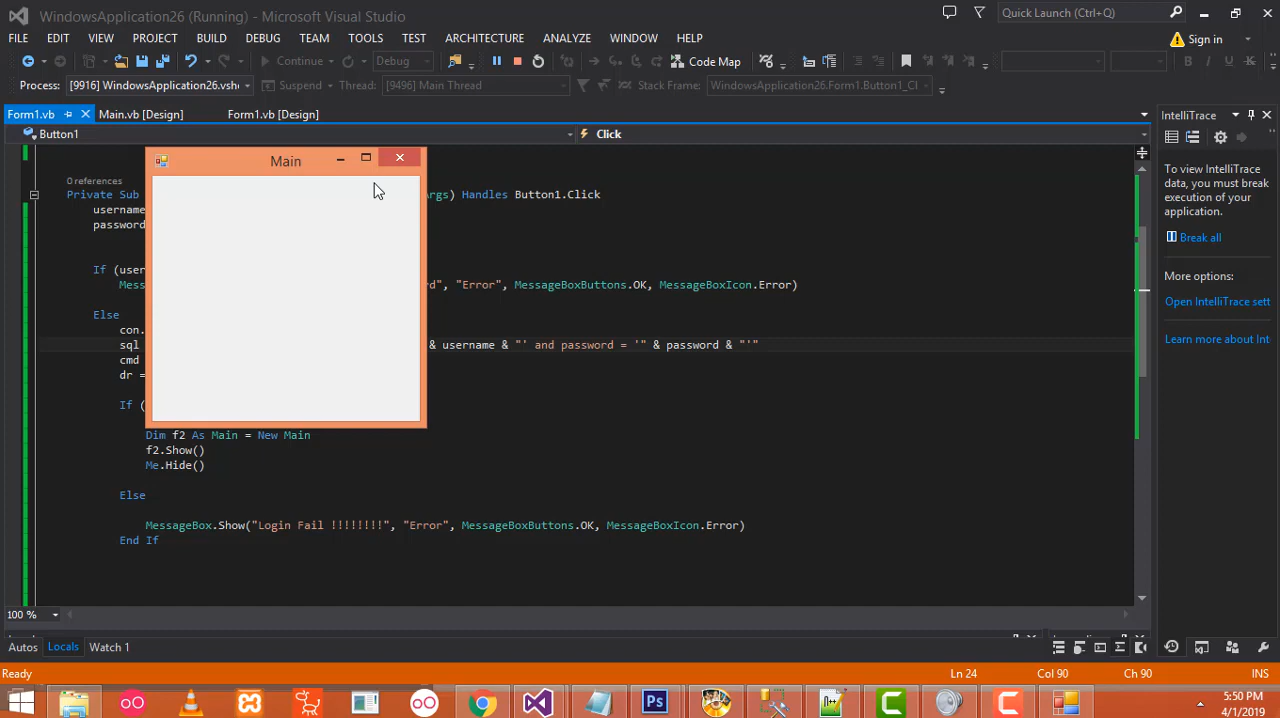 WindowsApplication26 (Running) - Microsoft Visual Studio
Quick Launch (Ctrl+Q)
FILE EDIT VIEW PROJECT BUILD DEBUG TEAM TOOLS TEST ARCHITECTURE ANALYZE WINDOW HELP
Sign in
Continue Debug Code Map
Process: [9916] WindowsApplication26.vshc Suspend Thread: [9496] Main Thread Stack Frame: WindowsApplication26.Form1.Button1_Cl
Form1.vb Main.vb [Design] Form1.vb [Design]
IntelliTrace
Button1 Click
Main
To view IntelliTrace
data, you must break
execution of your
application.
Break all
More options:
Open IntelliTrace sett
Learn more about Int
0 references
Private Sub Args) Handles Button1.Click
username
password
If (user
Mess rd", "Error", MessageBoxButtons.OK, MessageBoxIcon.Error)
Else
con.
sql & username & "' and password = '" & password & "'"
cmd
dr =
If (
Dim f2 As Main = New Main
f2.Show()
Me.Hide()
Else
MessageBox.Show("Login Fail !!!!!!!!", "Error", MessageBoxButtons.OK, MessageBoxIcon.Error)
End If
100 %
Autos Locals Watch 1
Ready Ln 24 Col 90 Ch 90 INS
Ps
5:50 PM
4/1/2019